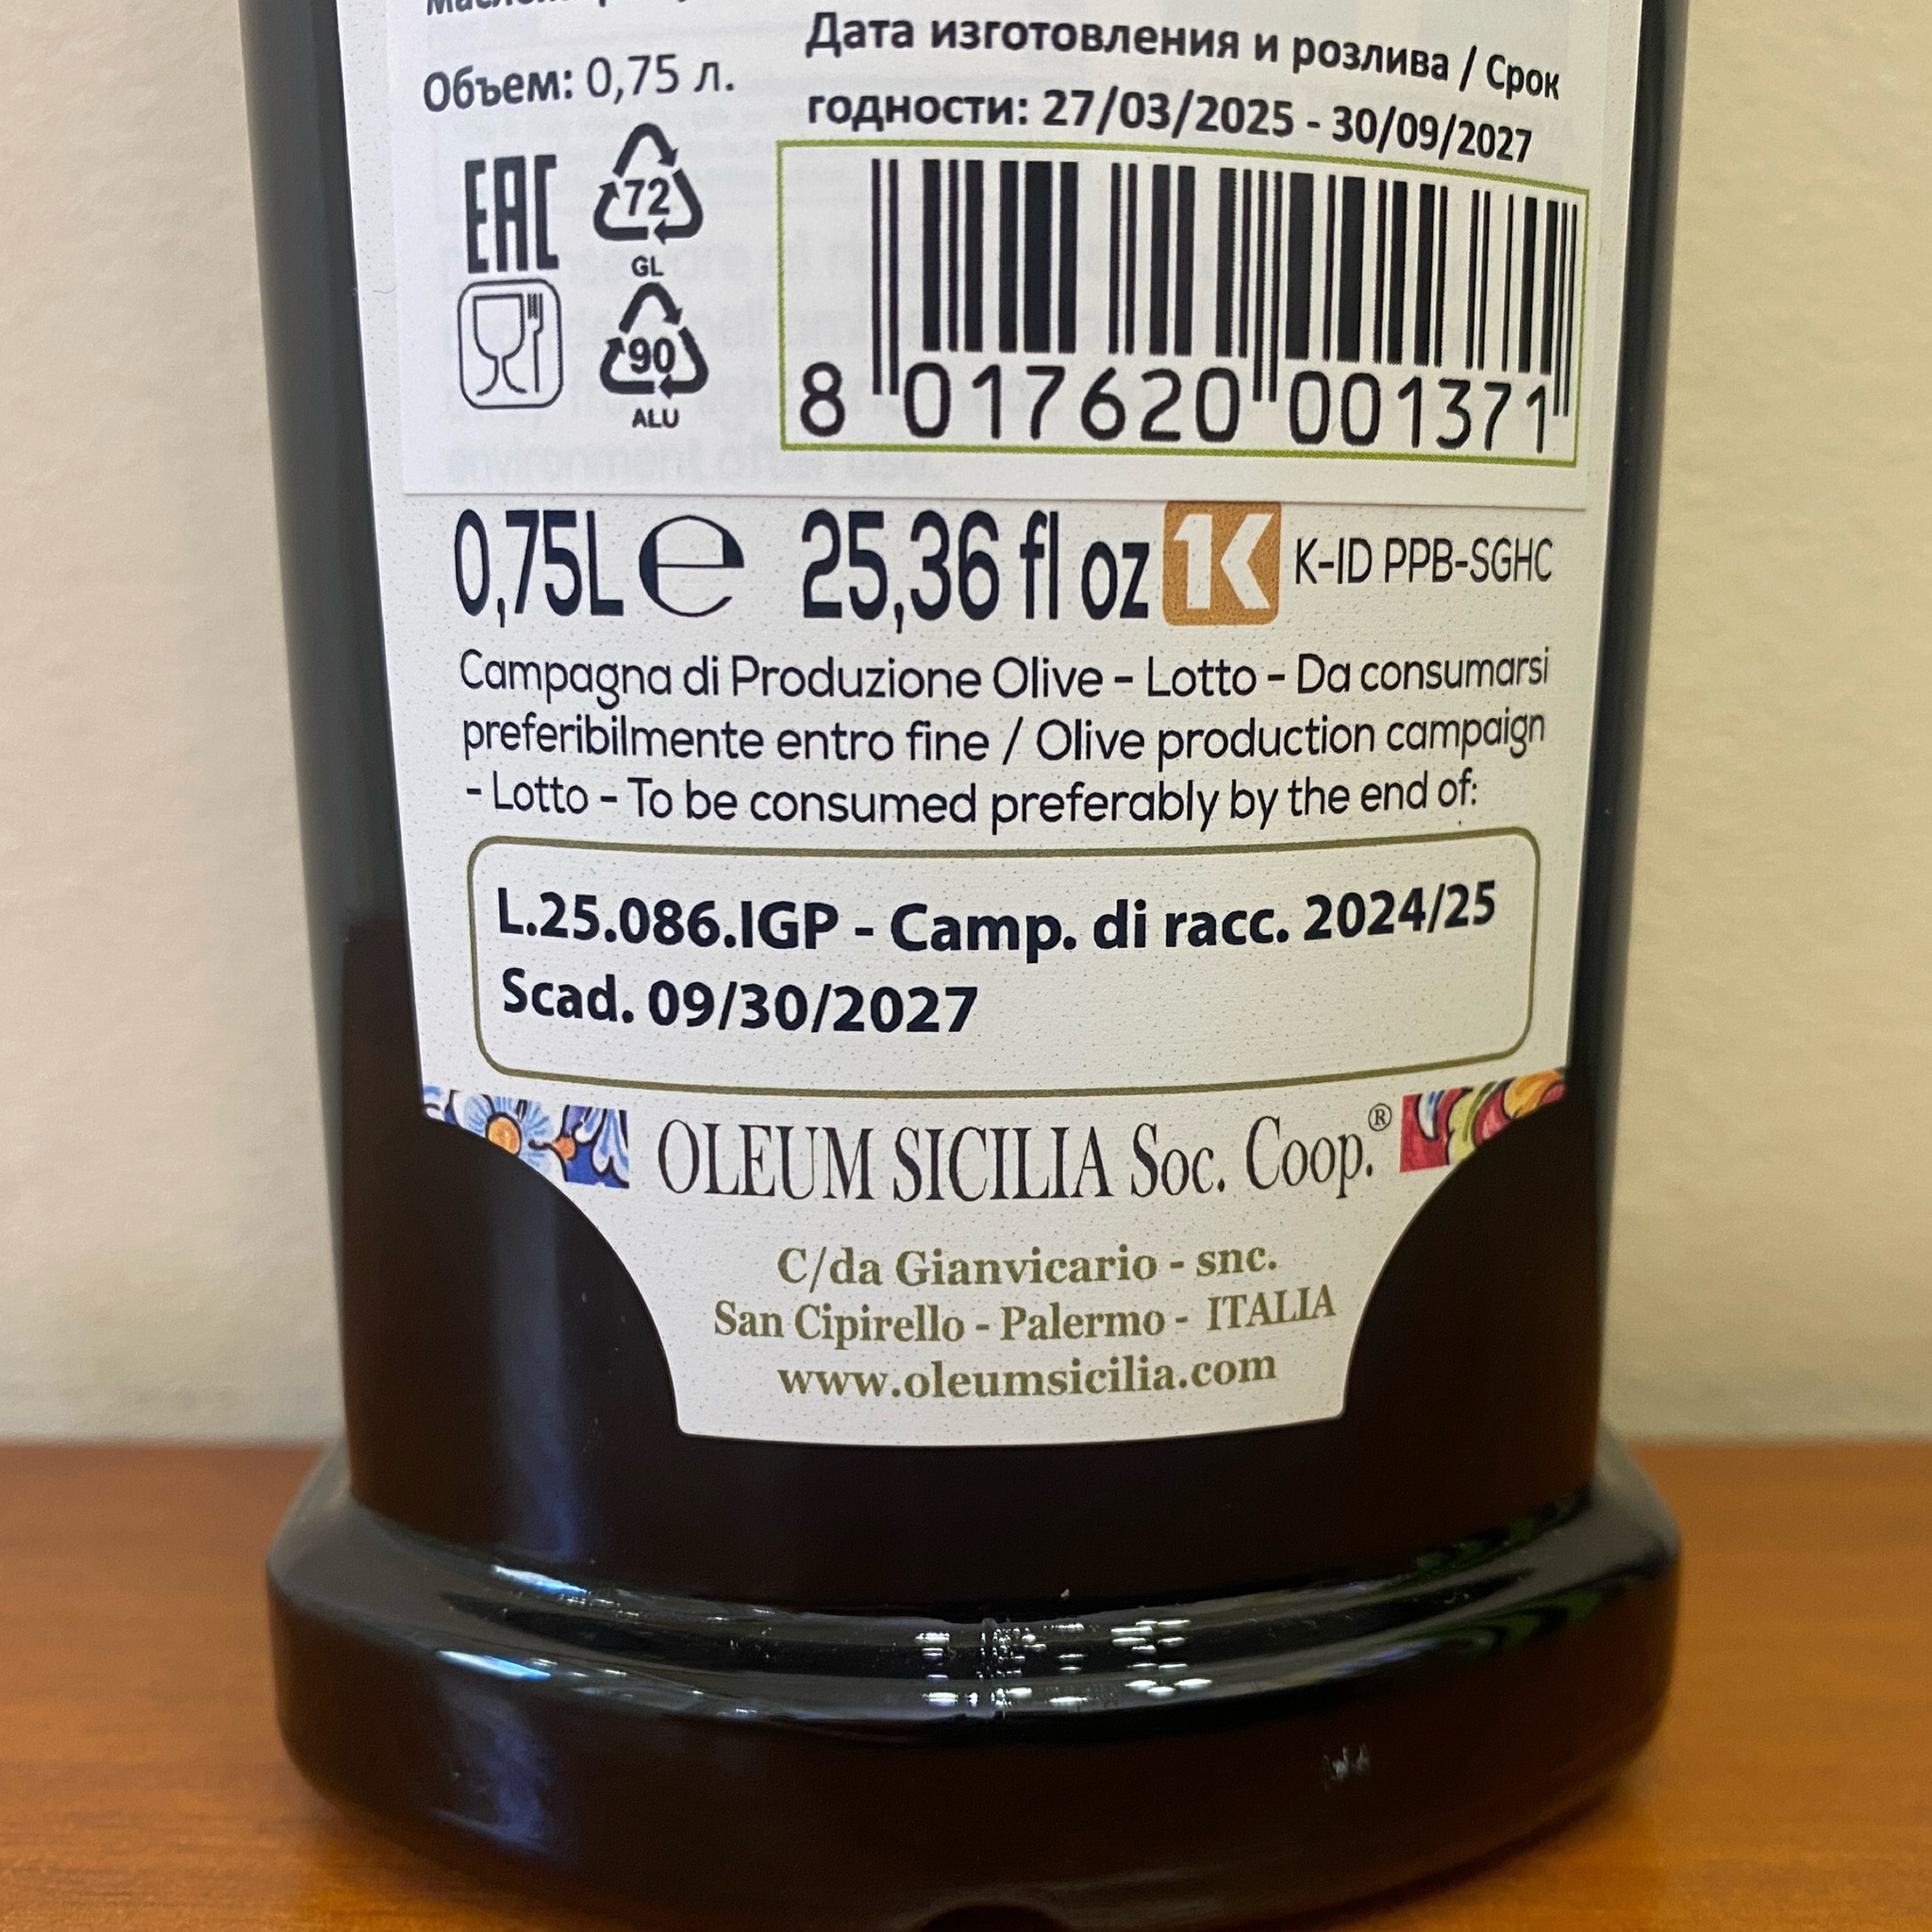 Объем: 0,75 л.
Дата изготовления и розлива / Срок
годности: 27/03/2025 - 30/09/2027
EAC
72
GL
90
ALU
8 017620 001371
0,75L e 25,36 fl oz 1K K-ID PPB-SGHC
Campagna di Produzione Olive - Lotto - Da consumarsi
preferibilmente entro fine / Olive production campaign
- Lotto - To be consumed preferably by the end of:
L.25.086.IGP - Camp. di racc. 2024/25
Scad. 09/30/2027
OLEUM SICILIA Soc. Coop.®
C/da Gianvicario - snc.
San Cipirello - Palermo - ITALIA
www.oleumsicilia.com